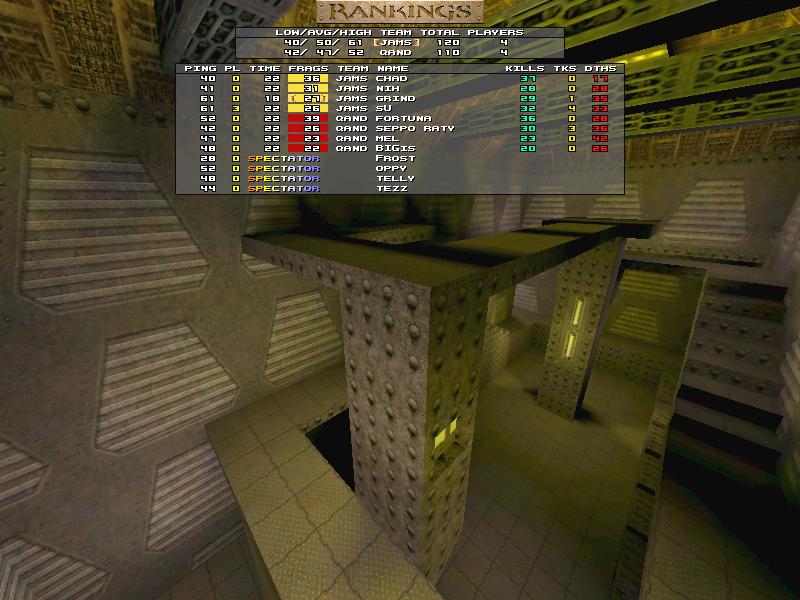 RANKINGS
LOW/AVG/HIGH TEAM TOTAL PLAYERS
40/ 50/ 61 [JAMS] 120 4
42/ 47/ 52 QAND 110 4
PING PL TIME FRAGS TEAM NAME KILLS TKS DTHS
40 0 22 36 JAMS CHAD 37 0 17
41 0 22 31 JAMS NIH 28 0 28
61 0 18 27 JAMS GRIND 29 1 35
61 3 22 26 JAMS SU 32 4 33
52 0 22 39 QAND FORTUNA 36 0 28
42 0 22 26 QAND SEPPO RATY 30 3 36
47 0 22 23 QAND MEL 23 0 42
48 0 22 22 QAND BIGIS 20 0 26
28 0 SPECTATOR FROST
52 0 SPECTATOR OPPY
48 0 SPECTATOR TELLY
44 0 SPECTATOR TEZZ